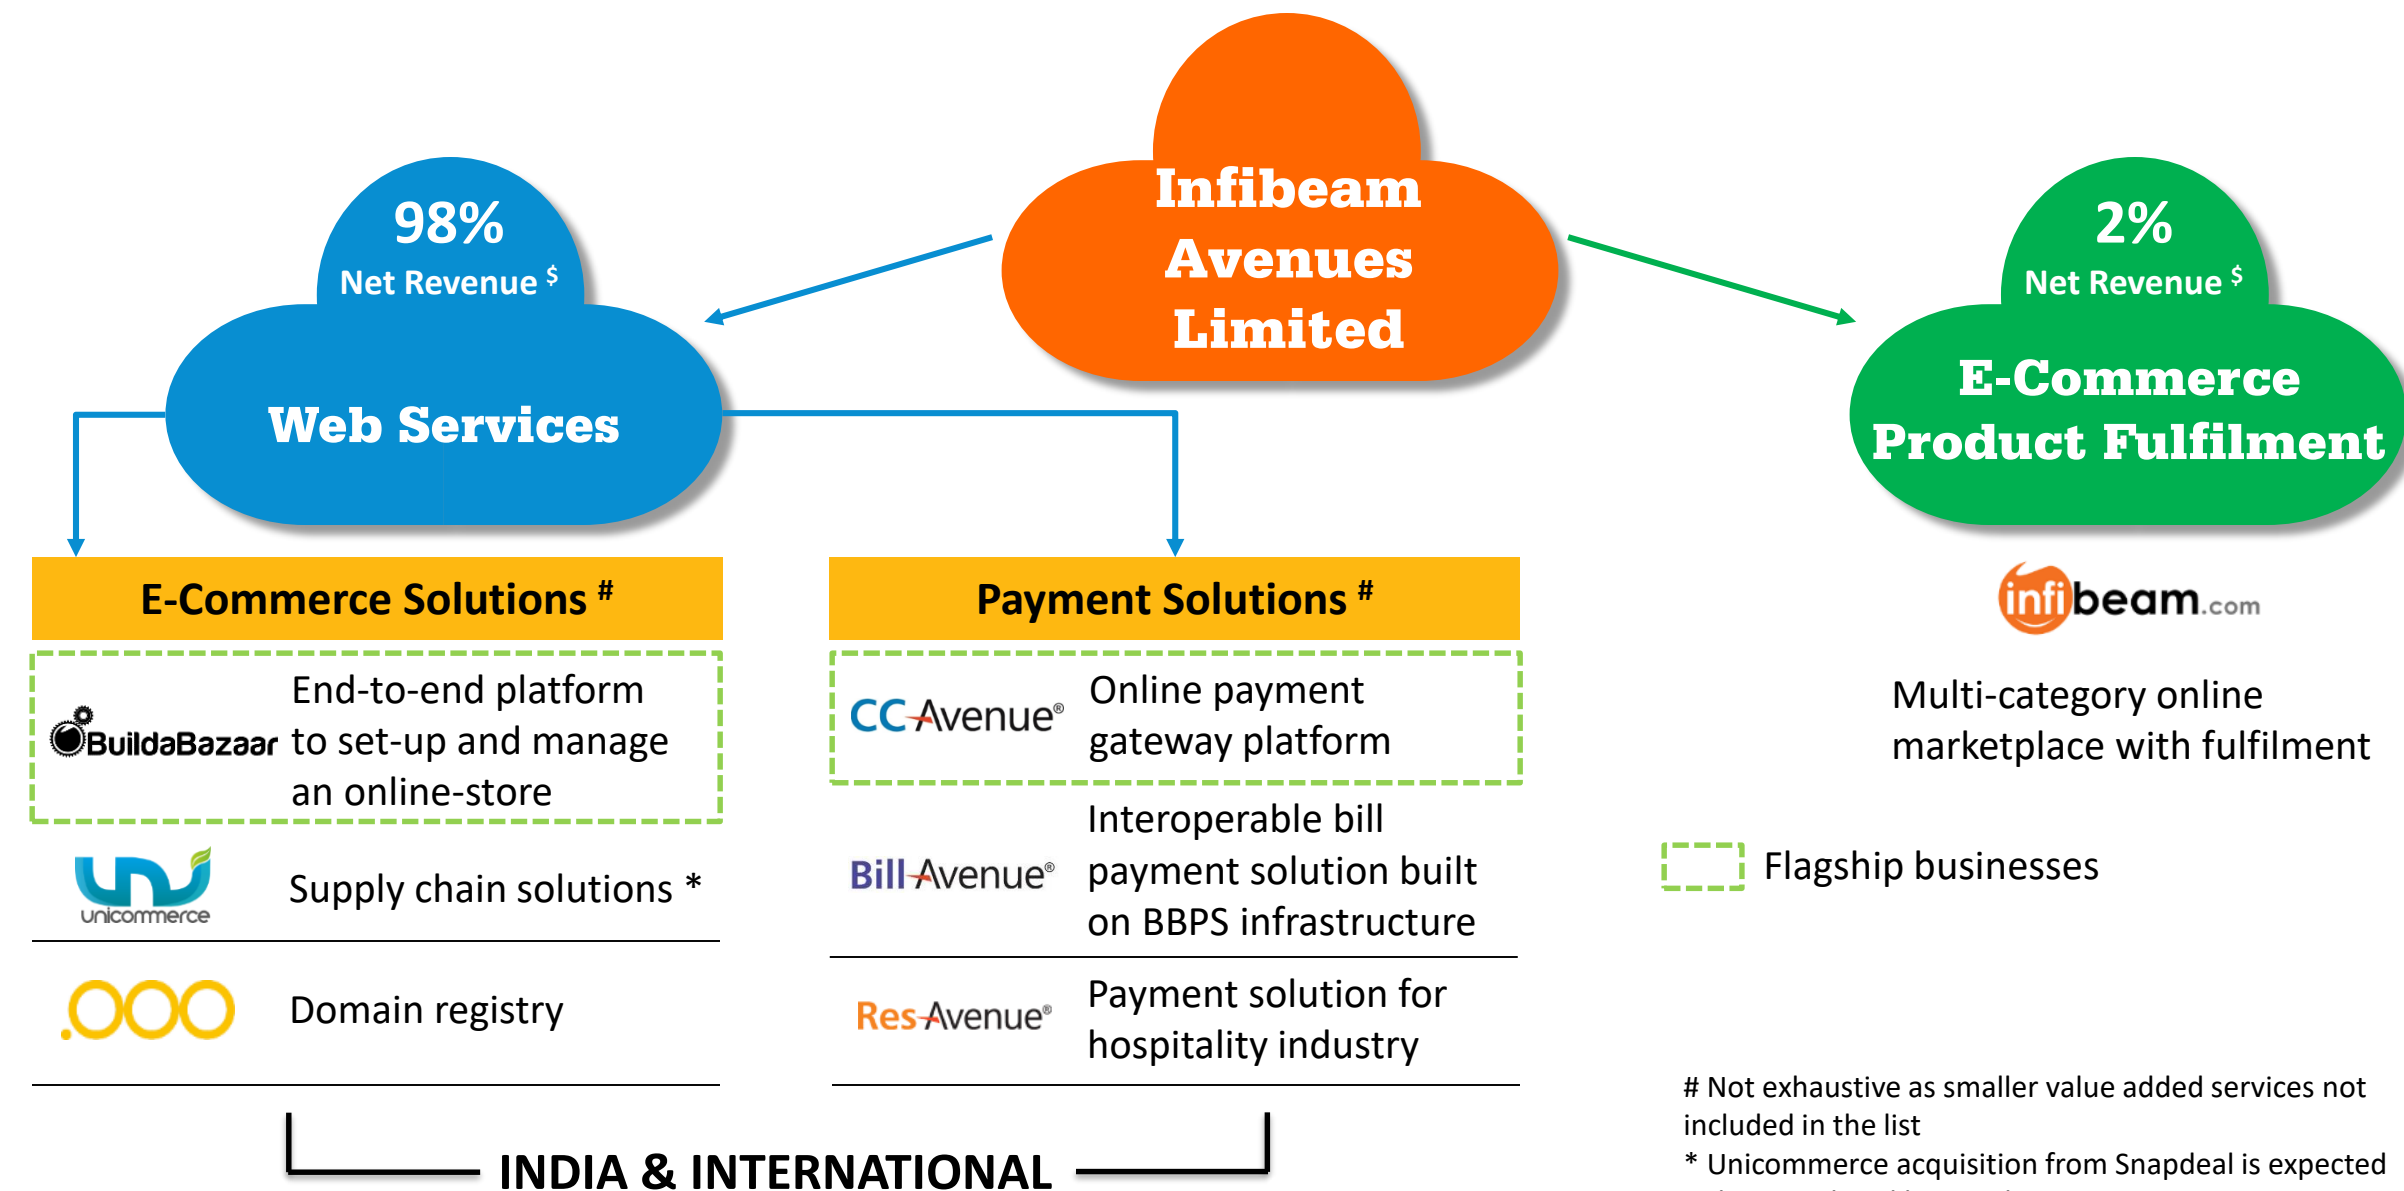 Infibeam
Avenues
Limited
98%
Net Revenue $
Web Services
2%
Net Revenue $
E-Commerce
Product Fulfilment
E-Commerce Solutions #
BuildaBazaar
End-to-end platform
to set-up and manage
an online-store
unicommerce
Supply chain solutions *
.OOO
Domain registry
Payment Solutions #
CCAvenue®
Online payment
gateway platform
BillAvenue®
Interoperable bill
payment solution built
on BBPS infrastructure
ResAvenue®
Payment solution for
hospitality industry
INDIA & INTERNATIONAL
infibeam.com
Multi-category online
marketplace with fulfilment
Flagship businesses
# Not exhaustive as smaller value added services not
included in the list
* Unicommerce acquisition from Snapdeal is expected